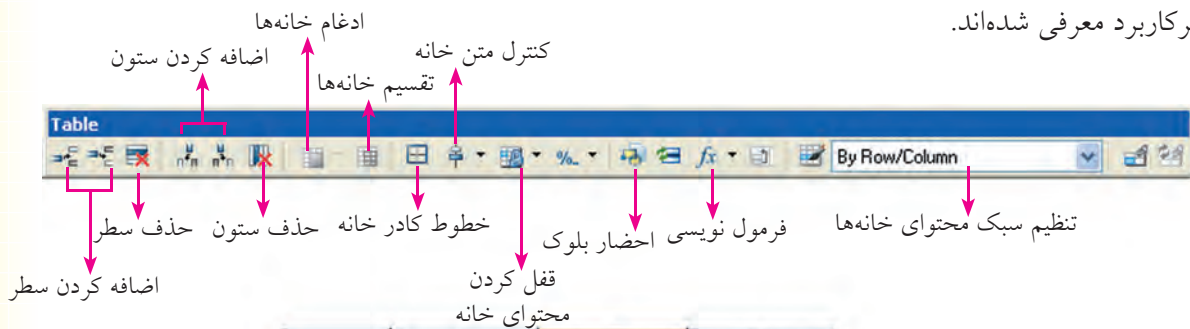 رکاربرد معرفی شده‌اند.
ادغام خانه‌ها
کنترل متن خانه
اضافه کردن ستون
تقسیم خانه‌ها
Table
%..
fx
By Row/Column
تنظیم سبک محتوای خانه‌ها
فرمول نویسی
احضار بلوک
خطوط کادر خانه
حذف ستون
حذف سطر
اضافه کردن سطر
قفل کردن
محتوای خانه